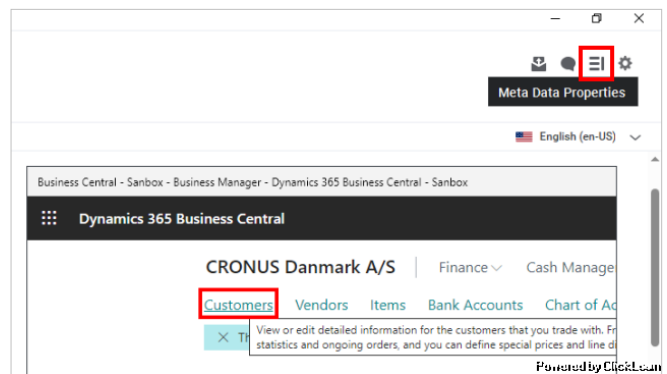 Meta Data Properties
English (en-US)
Business Central - Sanbox - Business Manager - Dynamics 365 Business Central - Sanbox
Dynamics 365 Business Central
CRONUS Danmark A/S Finance Cash Manage
Customers Vendors Items Bank Accounts Chart of Ac
Th
View or edit detailed information for the customers that you trade with. Fr
statistics and ongoing orders, and you can define special prices and line di
Powered by ClickLearn